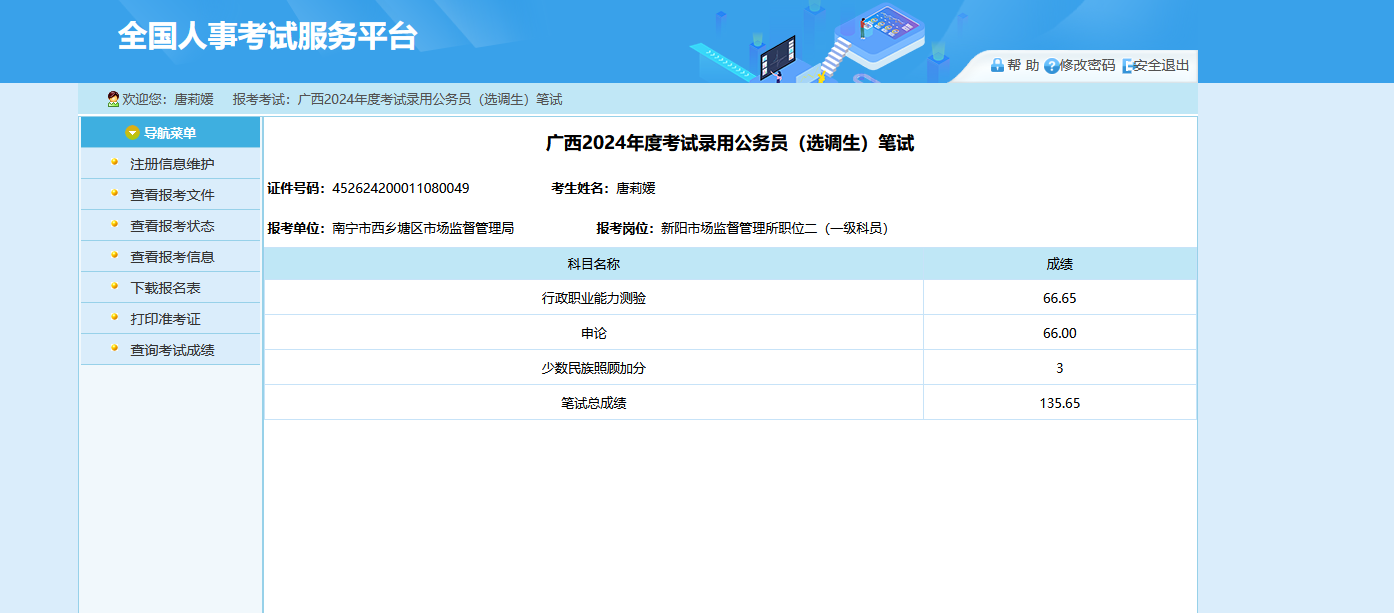 全国人事考试服务平台
帮 助 修改密码 安全退出
欢迎您：唐莉媛 报考考试：广西2024年度考试录用公务员（选调生）笔试
导航菜单
注册信息维护
查看报考文件
查看报考状态
查看报考信息
下载报名表
打印准考证
查询考试成绩
广西2024年度考试录用公务员（选调生）笔试
证件号码：452624200011080049 考生姓名：唐莉媛
报考单位：南宁市西乡塘区市场监督管理局 报考岗位：新阳市场监督管理所职位二（一级科员）
科目名称 成绩
行政职业能力测验 66.65
申论 66.00
少数民族照顾加分 3
笔试总成绩 135.65